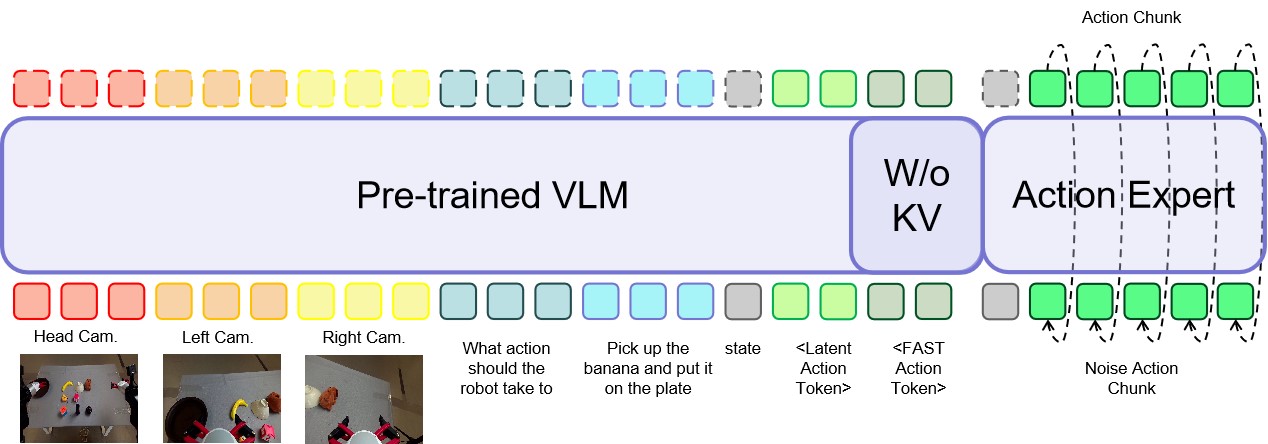 Action Chunk
Pre-trained VLM
W/o
KV
Action Expert
Head Cam.
Left Cam.
Right Cam.
What action
should the
robot take to
Pick up the
banana and put it
on the plate
state
<Latent
Action
Token>
<FAST
Action
Token>
Noise Action
Chunk